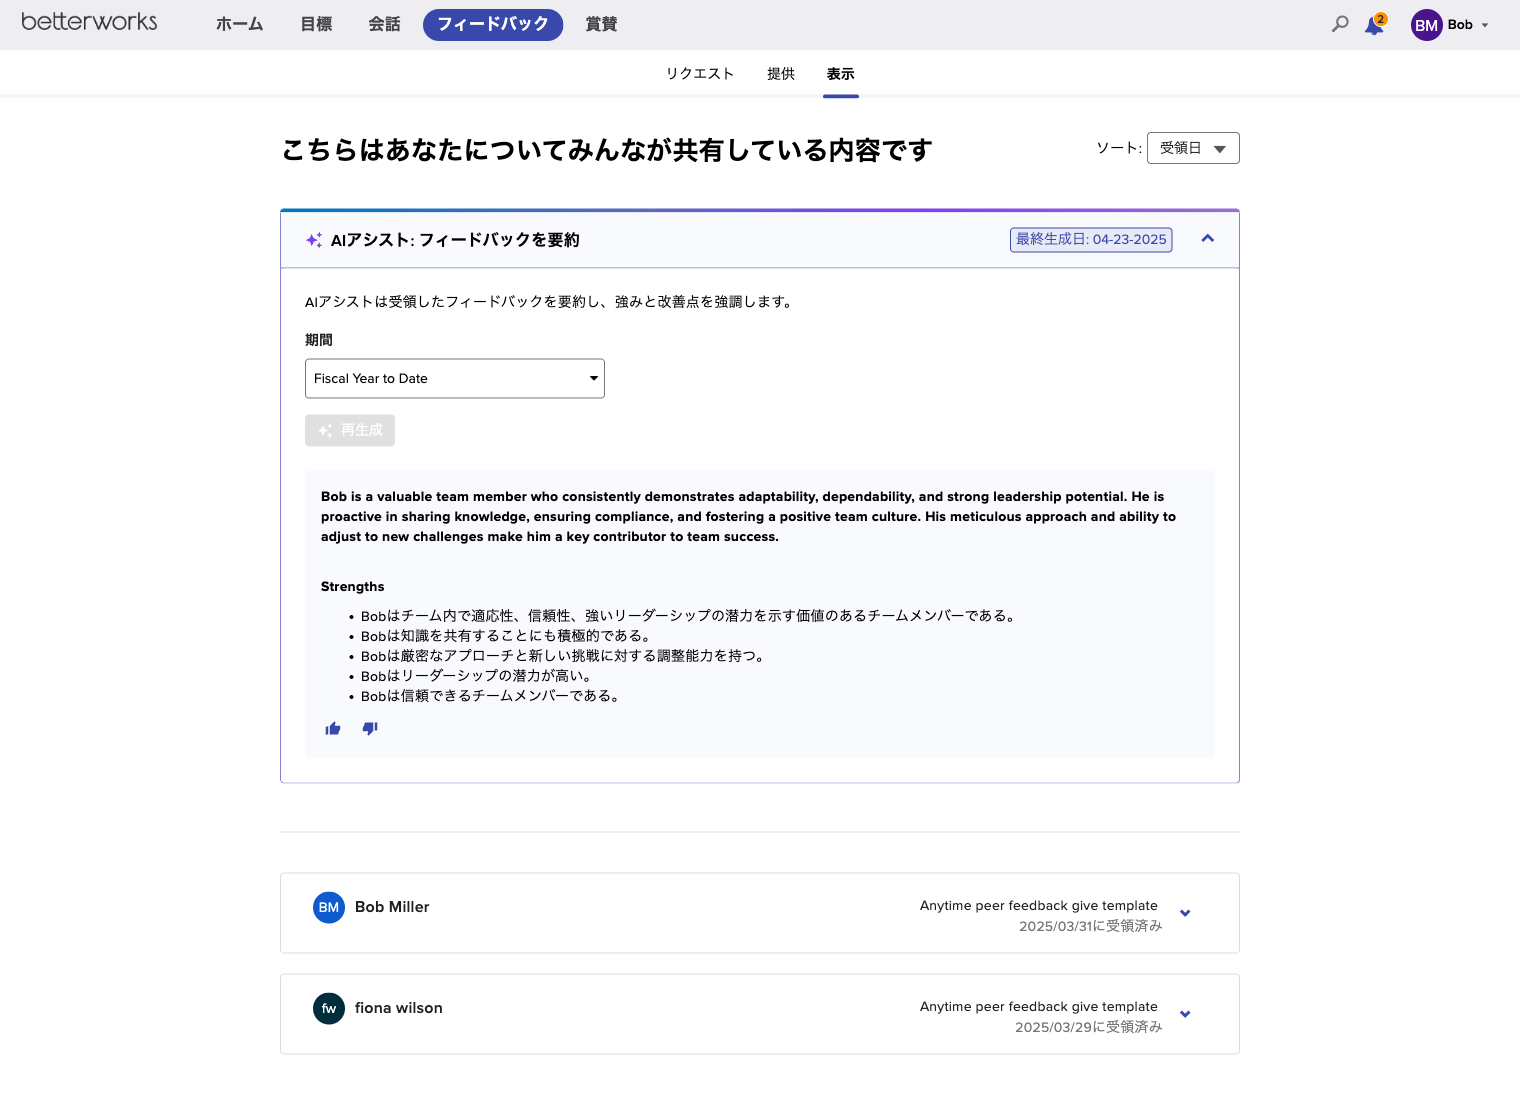 betterworks
ホーム 目標 会話 フィードバック 賞賛
2 BM Bob
リクエスト 提供 表示
こちらはあなたについてみんなが共有している内容です
ソート: 受領日
AIアシスト: フィードバックを要約
最終生成日: 04-23-2025
AIアシストは受領したフィードバックを要約し、強みと改善点を強調します。
期間
Fiscal Year to Date
再生成
Bob is a valuable team member who consistently demonstrates adaptability, dependability, and strong leadership potential. He is
proactive in sharing knowledge, ensuring compliance, and fostering a positive team culture. His meticulous approach and ability to
adjust to new challenges make him a key contributor to team success.
Strengths
• Bobはチーム内で適応性、信頼性、強いリーダーシップの潜力を示す価値のあるチームメンバーである。
• Bobは知識を共有することにも積極的である。
• Bobは厳密なアプローチと新しい挑戦に対する調整能力を持つ。
• Bobはリーダーシップの潜力が高い。
• Bobは信頼できるチームメンバーである。
BM Bob Miller
Anytime peer feedback give template
2025/03/31に受領済み
fw fiona wilson
Anytime peer feedback give template
2025/03/29に受領済み